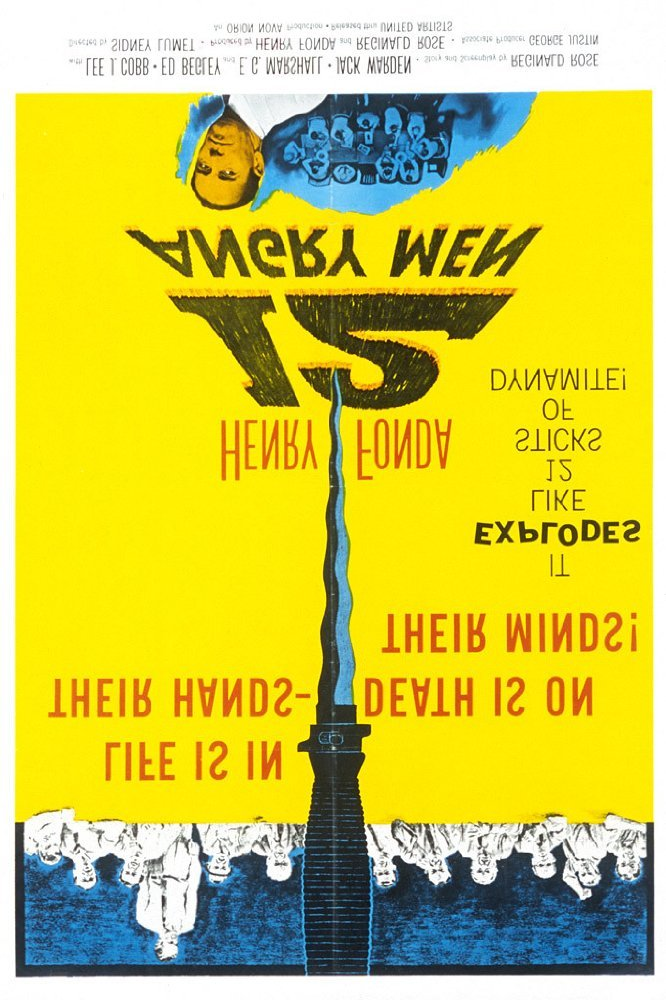 LIFE IS IN
THEIR HANDS-
DEATH IS ON
THEIR MINDS!
IT
EXPLODES
LIKE
12
STICKS
OF
DYNAMITE!
HENRY FONDA
12
ANGRY MEN
with LEE J. COBB • ED BEGLEY and E. G. MARSHALL • JACK WARDEN • Story and Screenplay by REGINALD ROSE
Directed by SIDNEY LUMET • Produced by HENRY FONDA and REGINALD ROSE • Associate Producer GEORGE JUSTIN
An ORION NOVA Production • Released thru UNITED ARTISTS